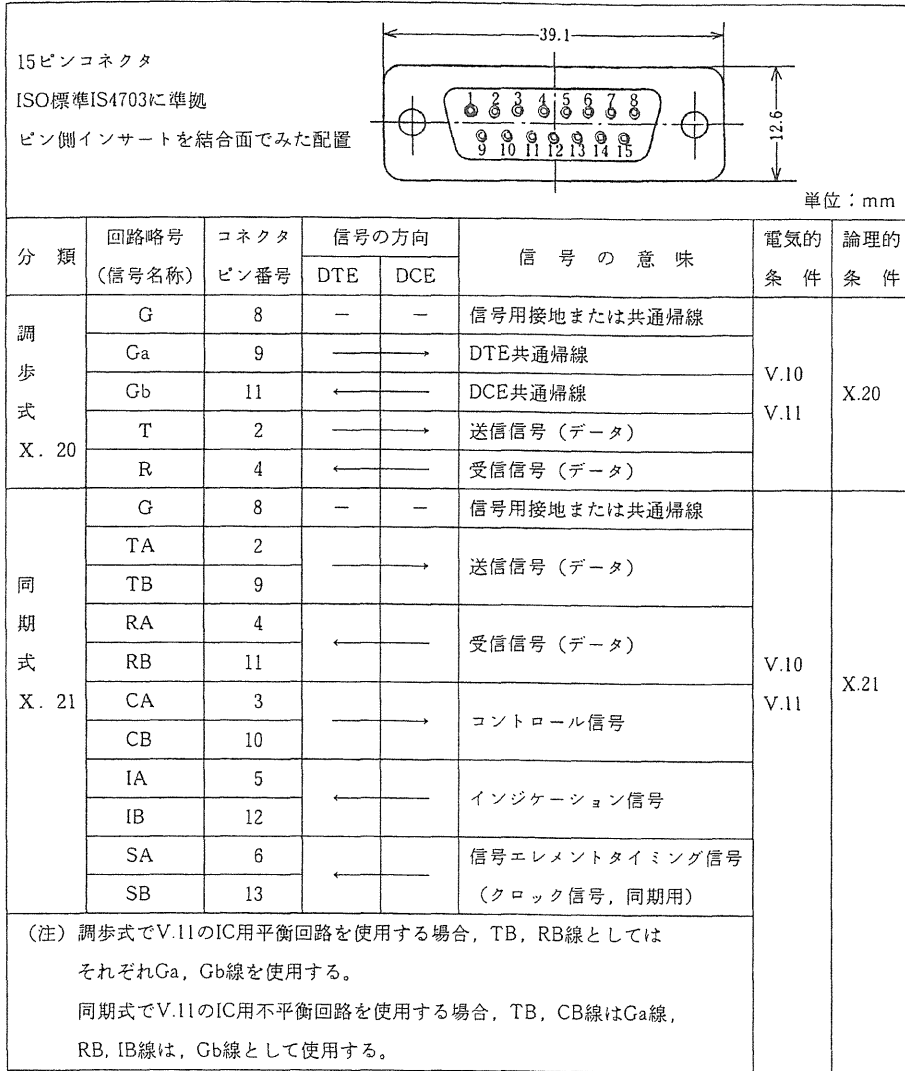 15ピンコネクタ
ISO標準IS4703に準拠
ピン側インサートを結合面でみた配置
39.1
12.6
1 2 3 4 5 6 7 8
9 10 11 12 13 14 15
単位：mm
分類 回路略号 コネクタ 信号の方向 信号の意味 電気的 論理的
(信号名称) ピン番号 DTE DCE 条件 条件
調歩式 X.20
G 8 － － 信号用接地または共通帰線
Ga 9 → DTE共通帰線
Gb 11 ← DCE共通帰線
T 2 → 送信信号（データ）
R 4 ← 受信信号（データ）
V.10
V.11
X.20
同期式 X.21
G 8 － － 信号用接地または共通帰線
TA 2
TB 9
→ 送信信号（データ）
RA 4
RB 11
← 受信信号（データ）
CA 3
CB 10
→ コントロール信号
IA 5
IB 12
← インジケーション信号
SA 6 信号エレメントタイミング信号
SB 13 （クロック信号，同期用）
←
V.10
V.11
X.21
（注）調歩式でV.11のIC用平衡回路を使用する場合，TB，RB線としては
それぞれGa，Gb線を使用する。
同期式でV.11のIC用不平衡回路を使用する場合，TB，CB線はGa線，
RB, IB線は，Gb線として使用する。